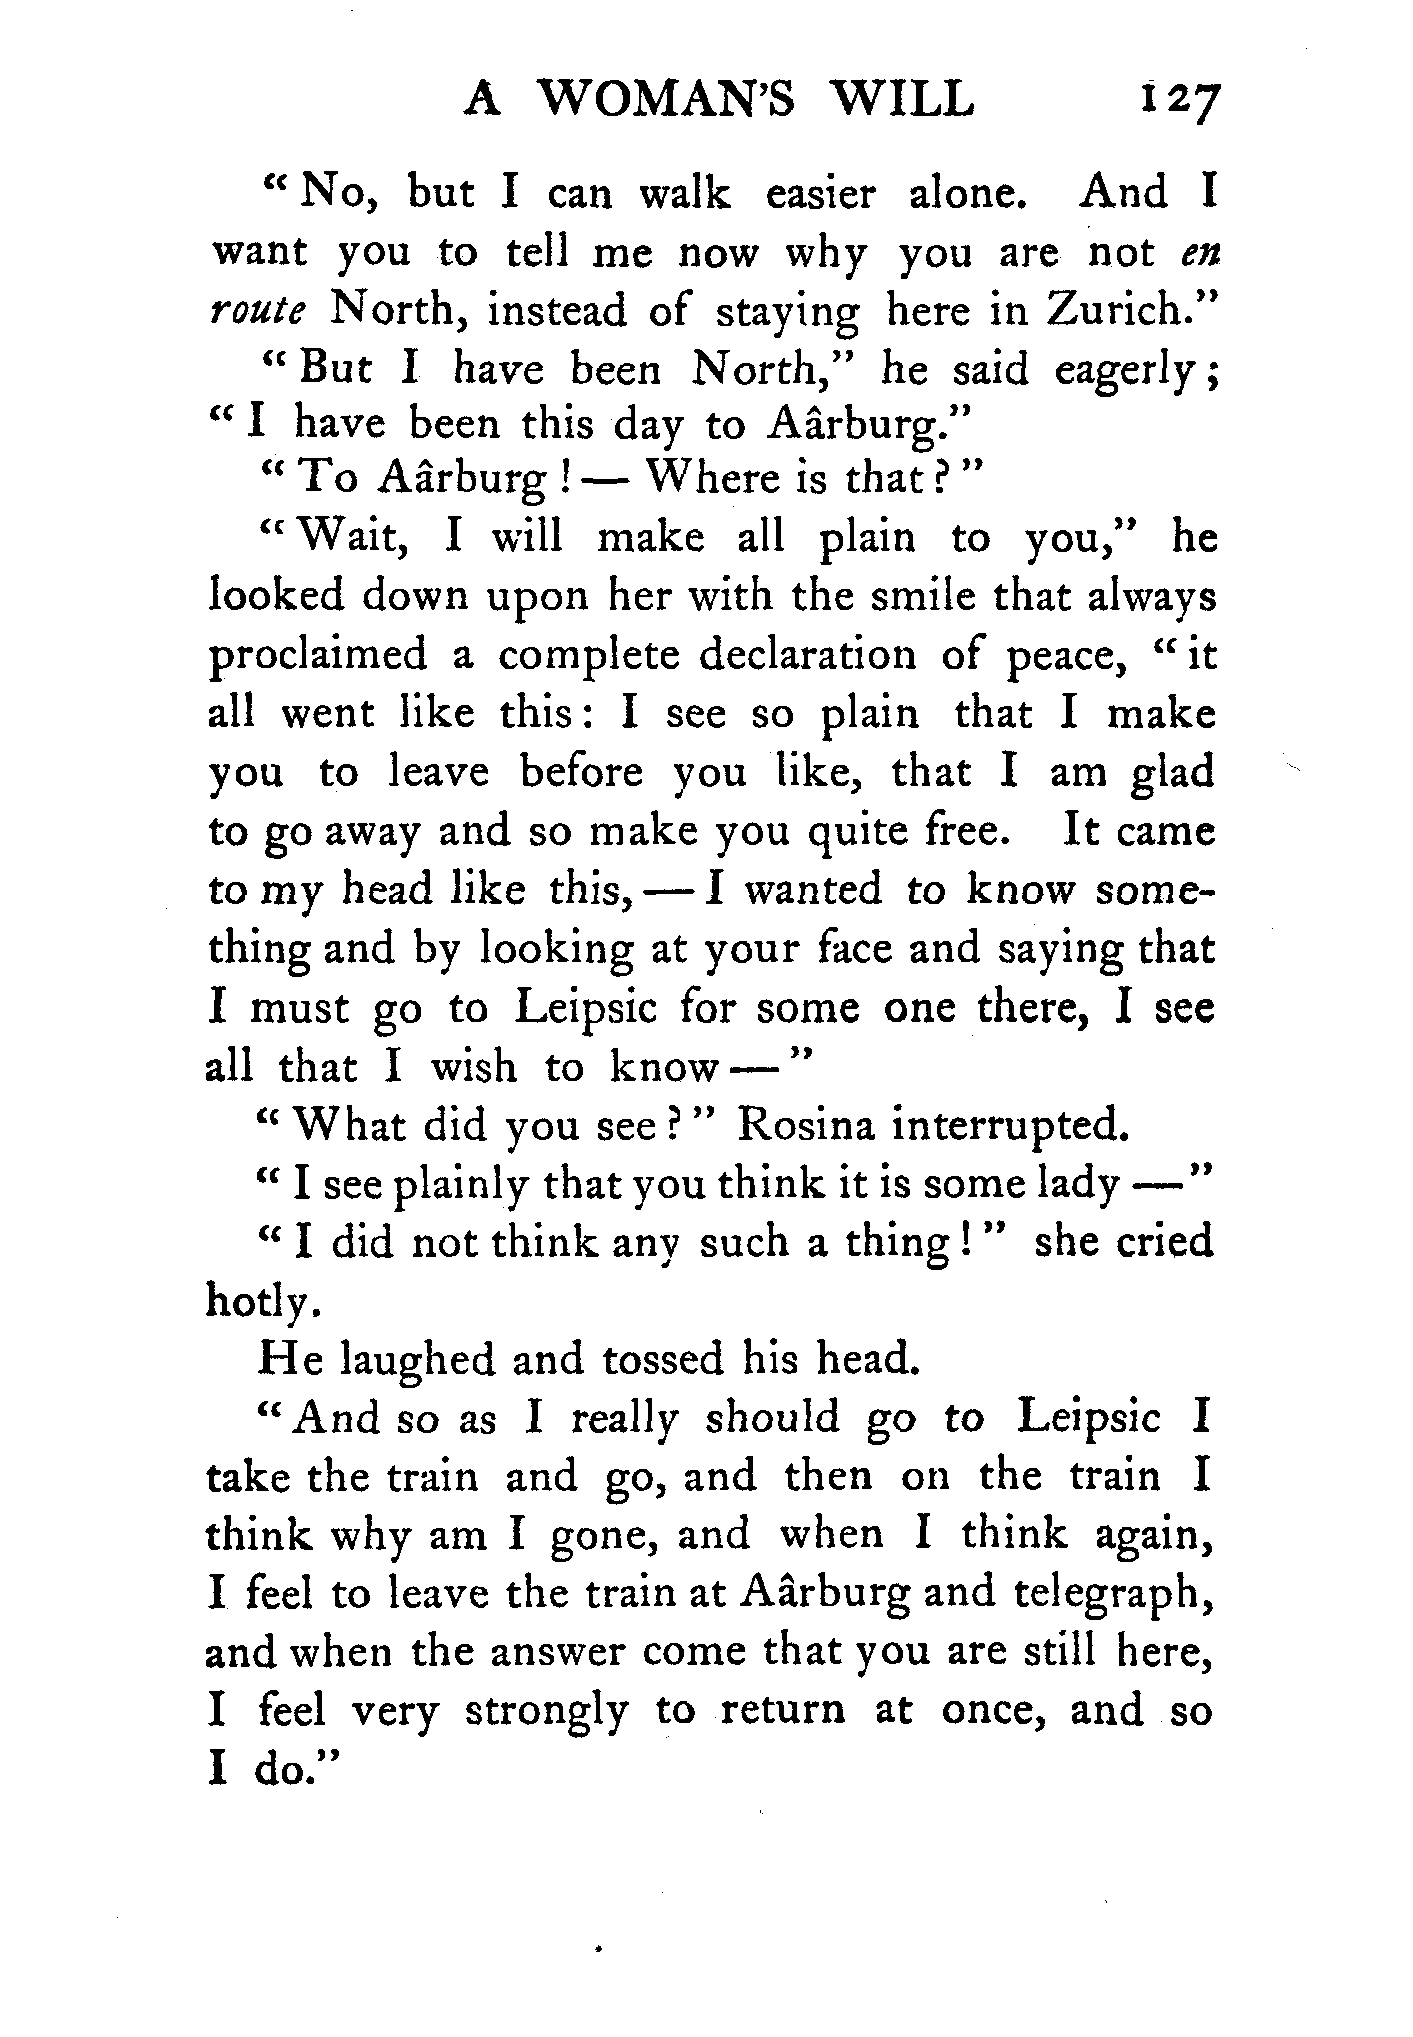 A WOMAN'S WILL 127
“ No, but I can walk easier alone. And I
want you to tell me now why you are not en
route North, instead of staying here in Zurich.”
“ But I have been North,” he said eagerly ;
“ I have been this day to Aârburg.”
“ To Aârburg ! — Where is that ? ”
“ Wait, I will make all plain to you,” he
looked down upon her with the smile that always
proclaimed a complete declaration of peace, “ it
all went like this : I see so plain that I make
you to leave before you like, that I am glad
to go away and so make you quite free. It came
to my head like this, — I wanted to know some-
thing and by looking at your face and saying that
I must go to Leipsic for some one there, I see
all that I wish to know — ”
“ What did you see ? ” Rosina interrupted.
“ I see plainly that you think it is some lady —”
“ I did not think any such a thing ! ” she cried
hotly.
He laughed and tossed his head.
“ And so as I really should go to Leipsic I
take the train and go, and then on the train I
think why am I gone, and when I think again,
I feel to leave the train at Aârburg and telegraph,
and when the answer come that you are still here,
I feel very strongly to return at once, and so
I do.”